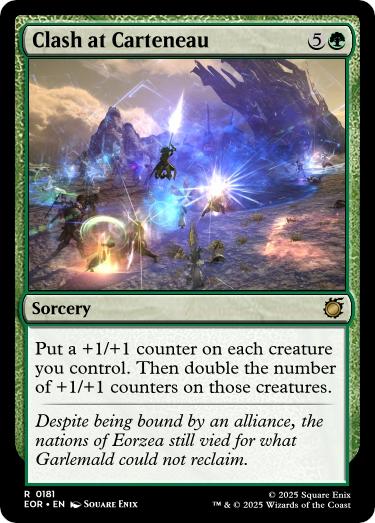 Clash at Carteneau 5
Sorcery
Put a +1/+1 counter on each creature
you control. Then double the number
of +1/+1 counters on those creatures.
Despite being bound by an alliance, the
nations of Eorzea still vied for what
Garlemald could not reclaim.
R 0181 © 2025 Square Enix
EOR • EN Square Enix ™ & © 2025 Wizards of the Coast